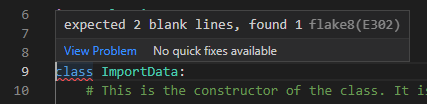 6
7
8
expected 2 blank lines, found 1 flake8(E302)
View Problem No quick fixes available
9 class ImportData:
10 # This is the constructor of the class. It is